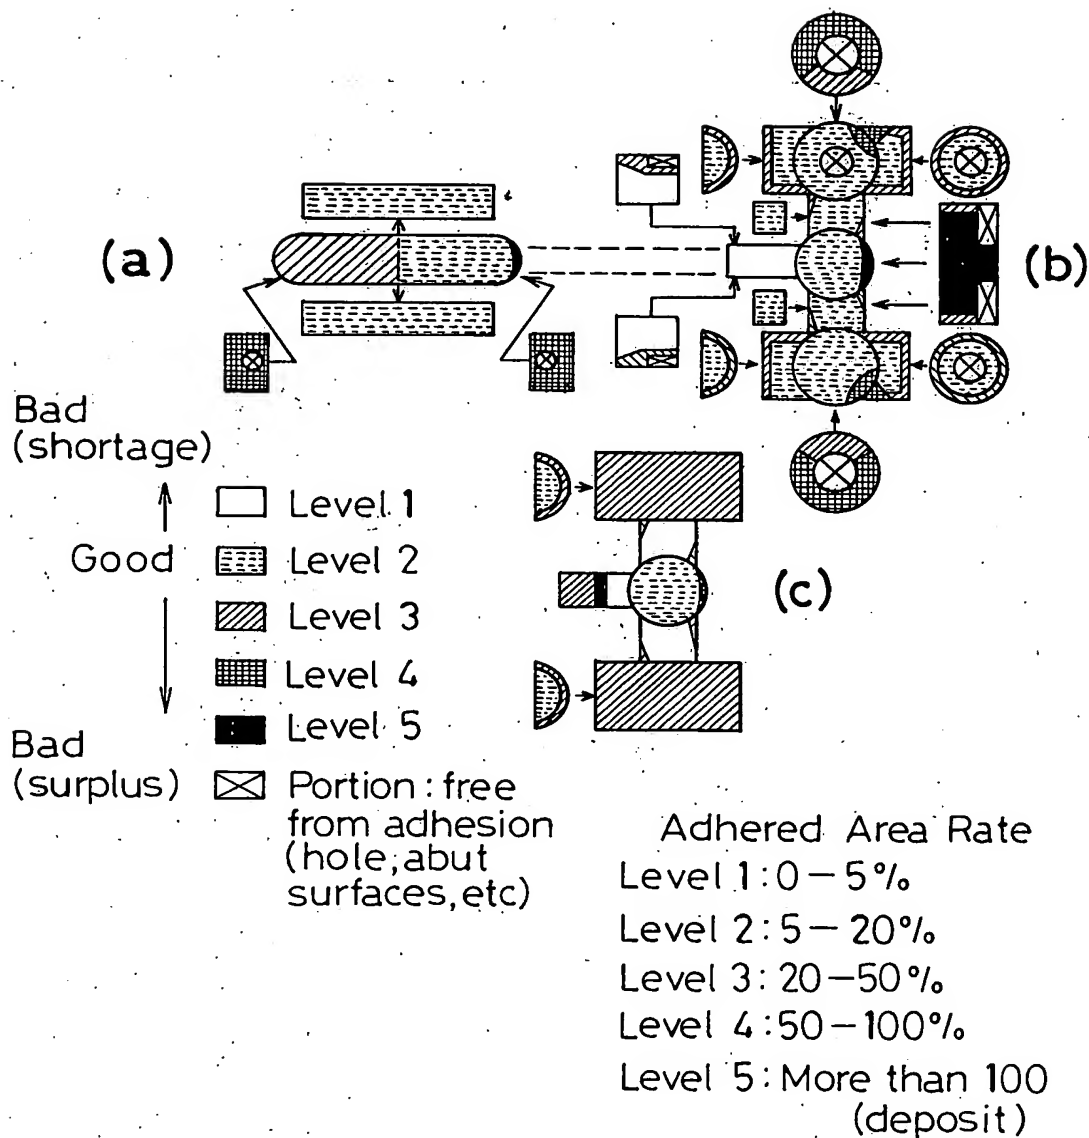 (a)
(b)
Bad
(shortage)
Good
Bad
(surplus)
Level 1
Level 2
Level 3
Level 4
Level 5
Portion : free
from adhesion
(hole, abut
surfaces, etc)
(c)
Adhered Area Rate
Level 1 : 0 – 5%
Level 2 : 5 – 20%
Level 3 : 20 – 50%
Level 4 : 50 – 100%
Level 5 : More than 100
(deposit)